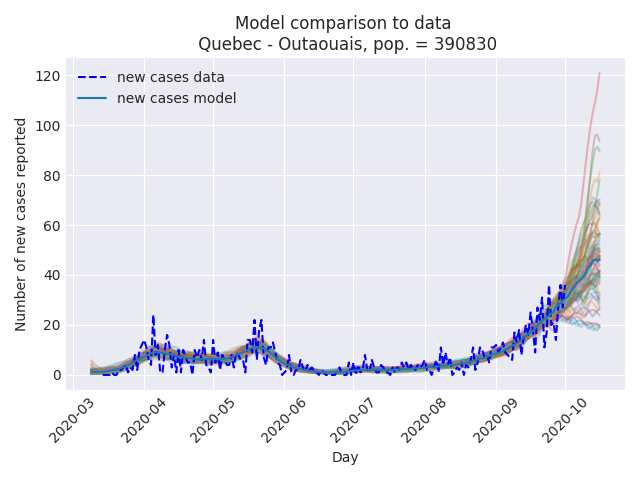 Model comparison to data
Quebec - Outaouais, pop. = 390830
new cases data
new cases model
Number of new cases reported
120
100
80
60
40
20
0
2020-03
2020-04
2020-05
2020-06
2020-07
2020-08
2020-09
2020-10
Day